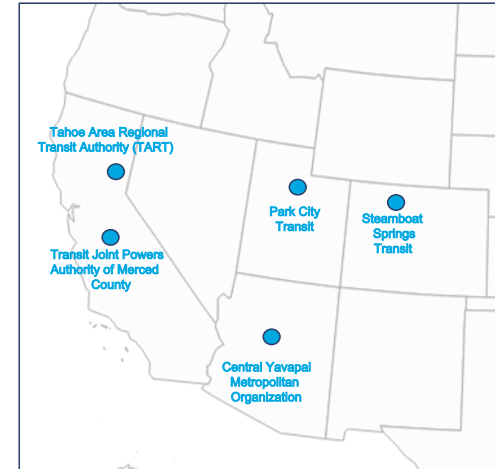 Tahoe Area Regional
Transit Authority (TART)
Park City
Transit
Steamboat
Springs
Transit
Transit Joint Powers
Authority of Merced
County
Central Yavapai
Metropolitan
Organization